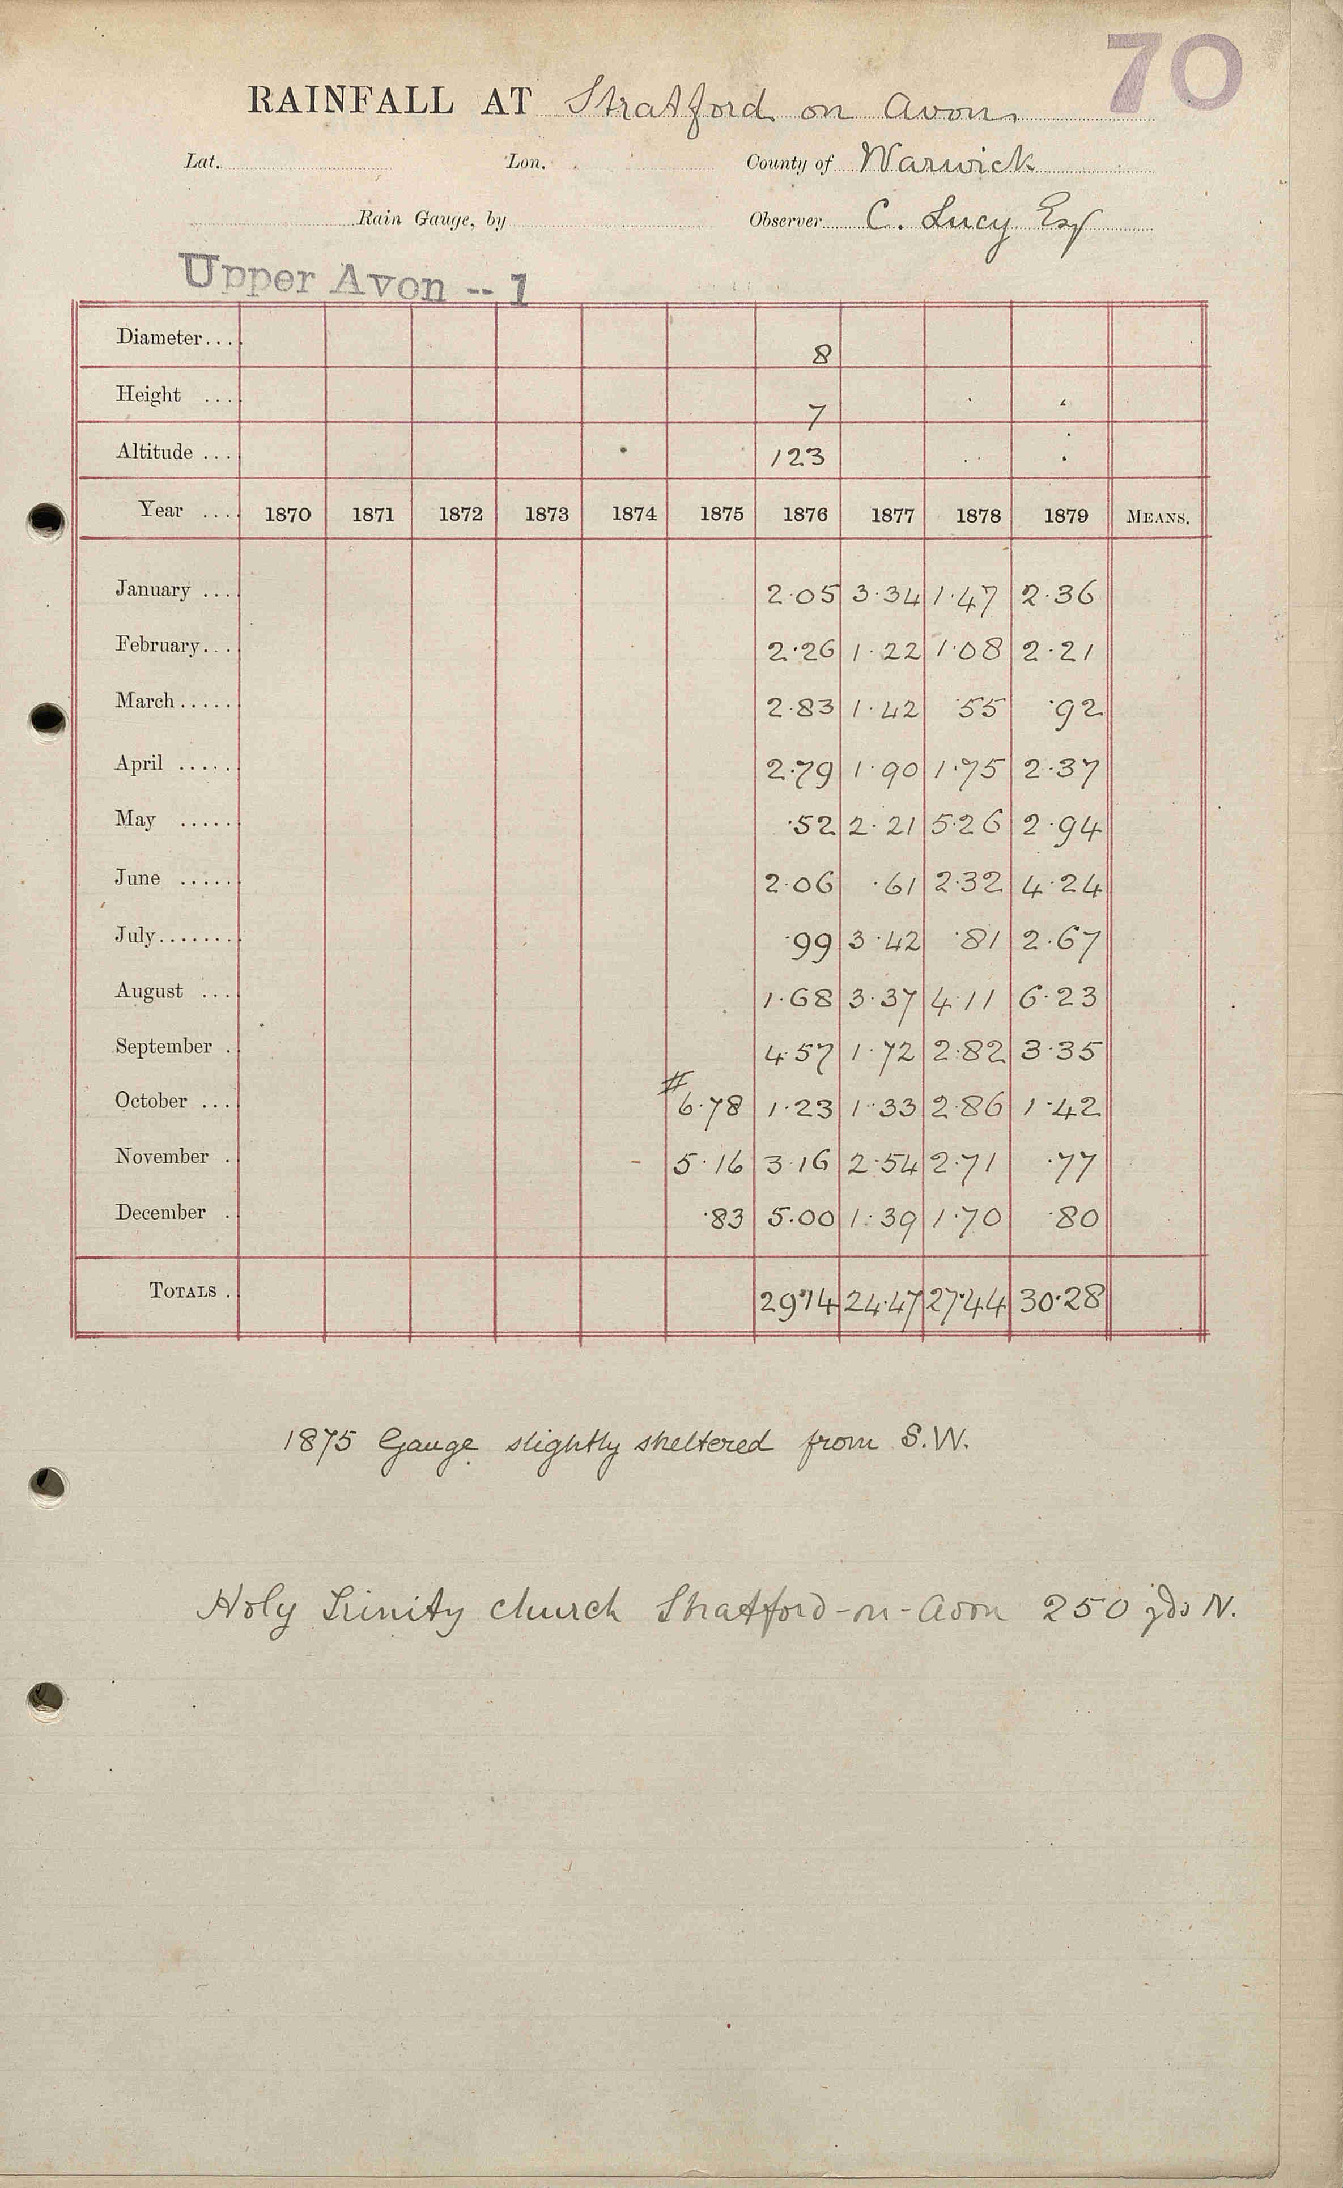 70
RAINFALL AT Stratford on Avon.
Lat. Lon. County of Warwick
Rain Gauge, by Observer C. Lucy Esq
Upper Avon -- 1
Diameter... 8
Height ... 7
Altitude ... 123
Year .... 1870 1871 1872 1873 1874 1875 1876 1877 1878 1879 MEANS.
January ... 2.05 3.34 1.47 2.36
February... 2.26 1.22 1.08 2.21
March..... 2.83 1.42 .55 .92
April ..... 2.79 1.90 1.75 2.37
May ..... .52 2.21 5.26 2.94
June ..... 2.06 .61 2.32 4.24
July....... .99 3.42 .81 2.67
August ... 1.68 3.37 4.11 6.23
September . 4.57 1.72 2.82 3.35
October ... #6.78 1.23 1.33 2.86 1.42
November . 5.16 3.16 2.54 2.71 .77
December . .83 5.00 1.39 1.70 .80
TOTALS . 29.14 24.47 27.44 30.28
1875 Gauge slightly sheltered from S.W.
Holy Trinity church Stratford-on-Avon 250 yds N.